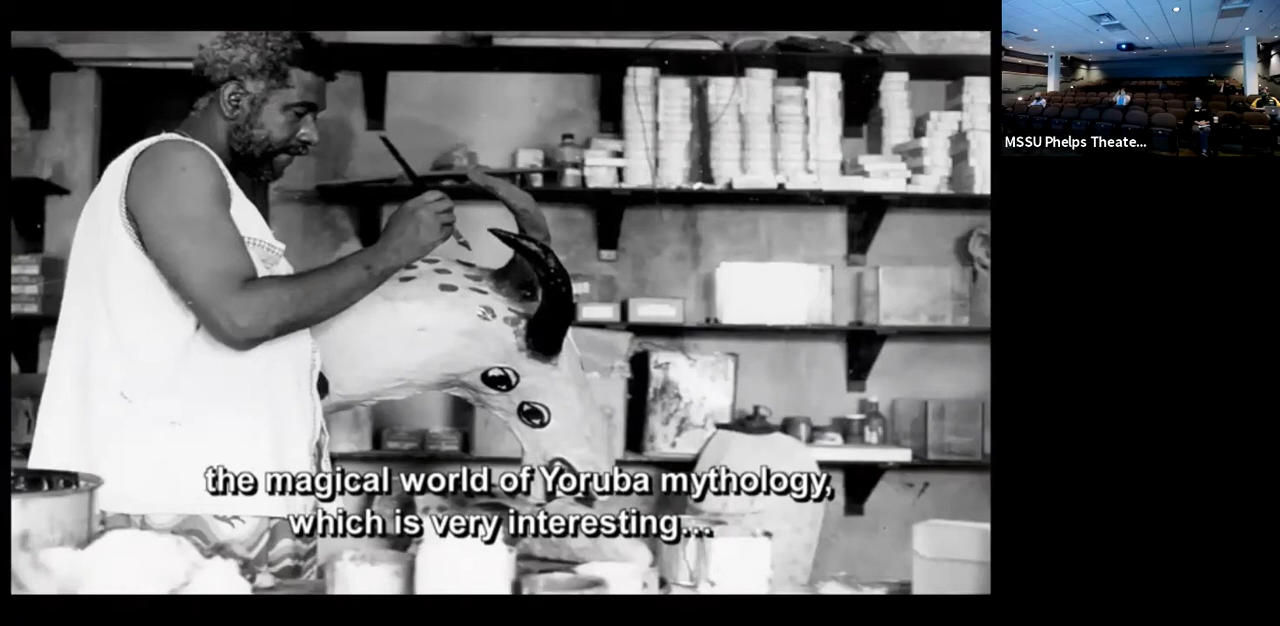 the magical world of Yoruba mythology,
which is very interesting...
MSSU Phelps Theate...